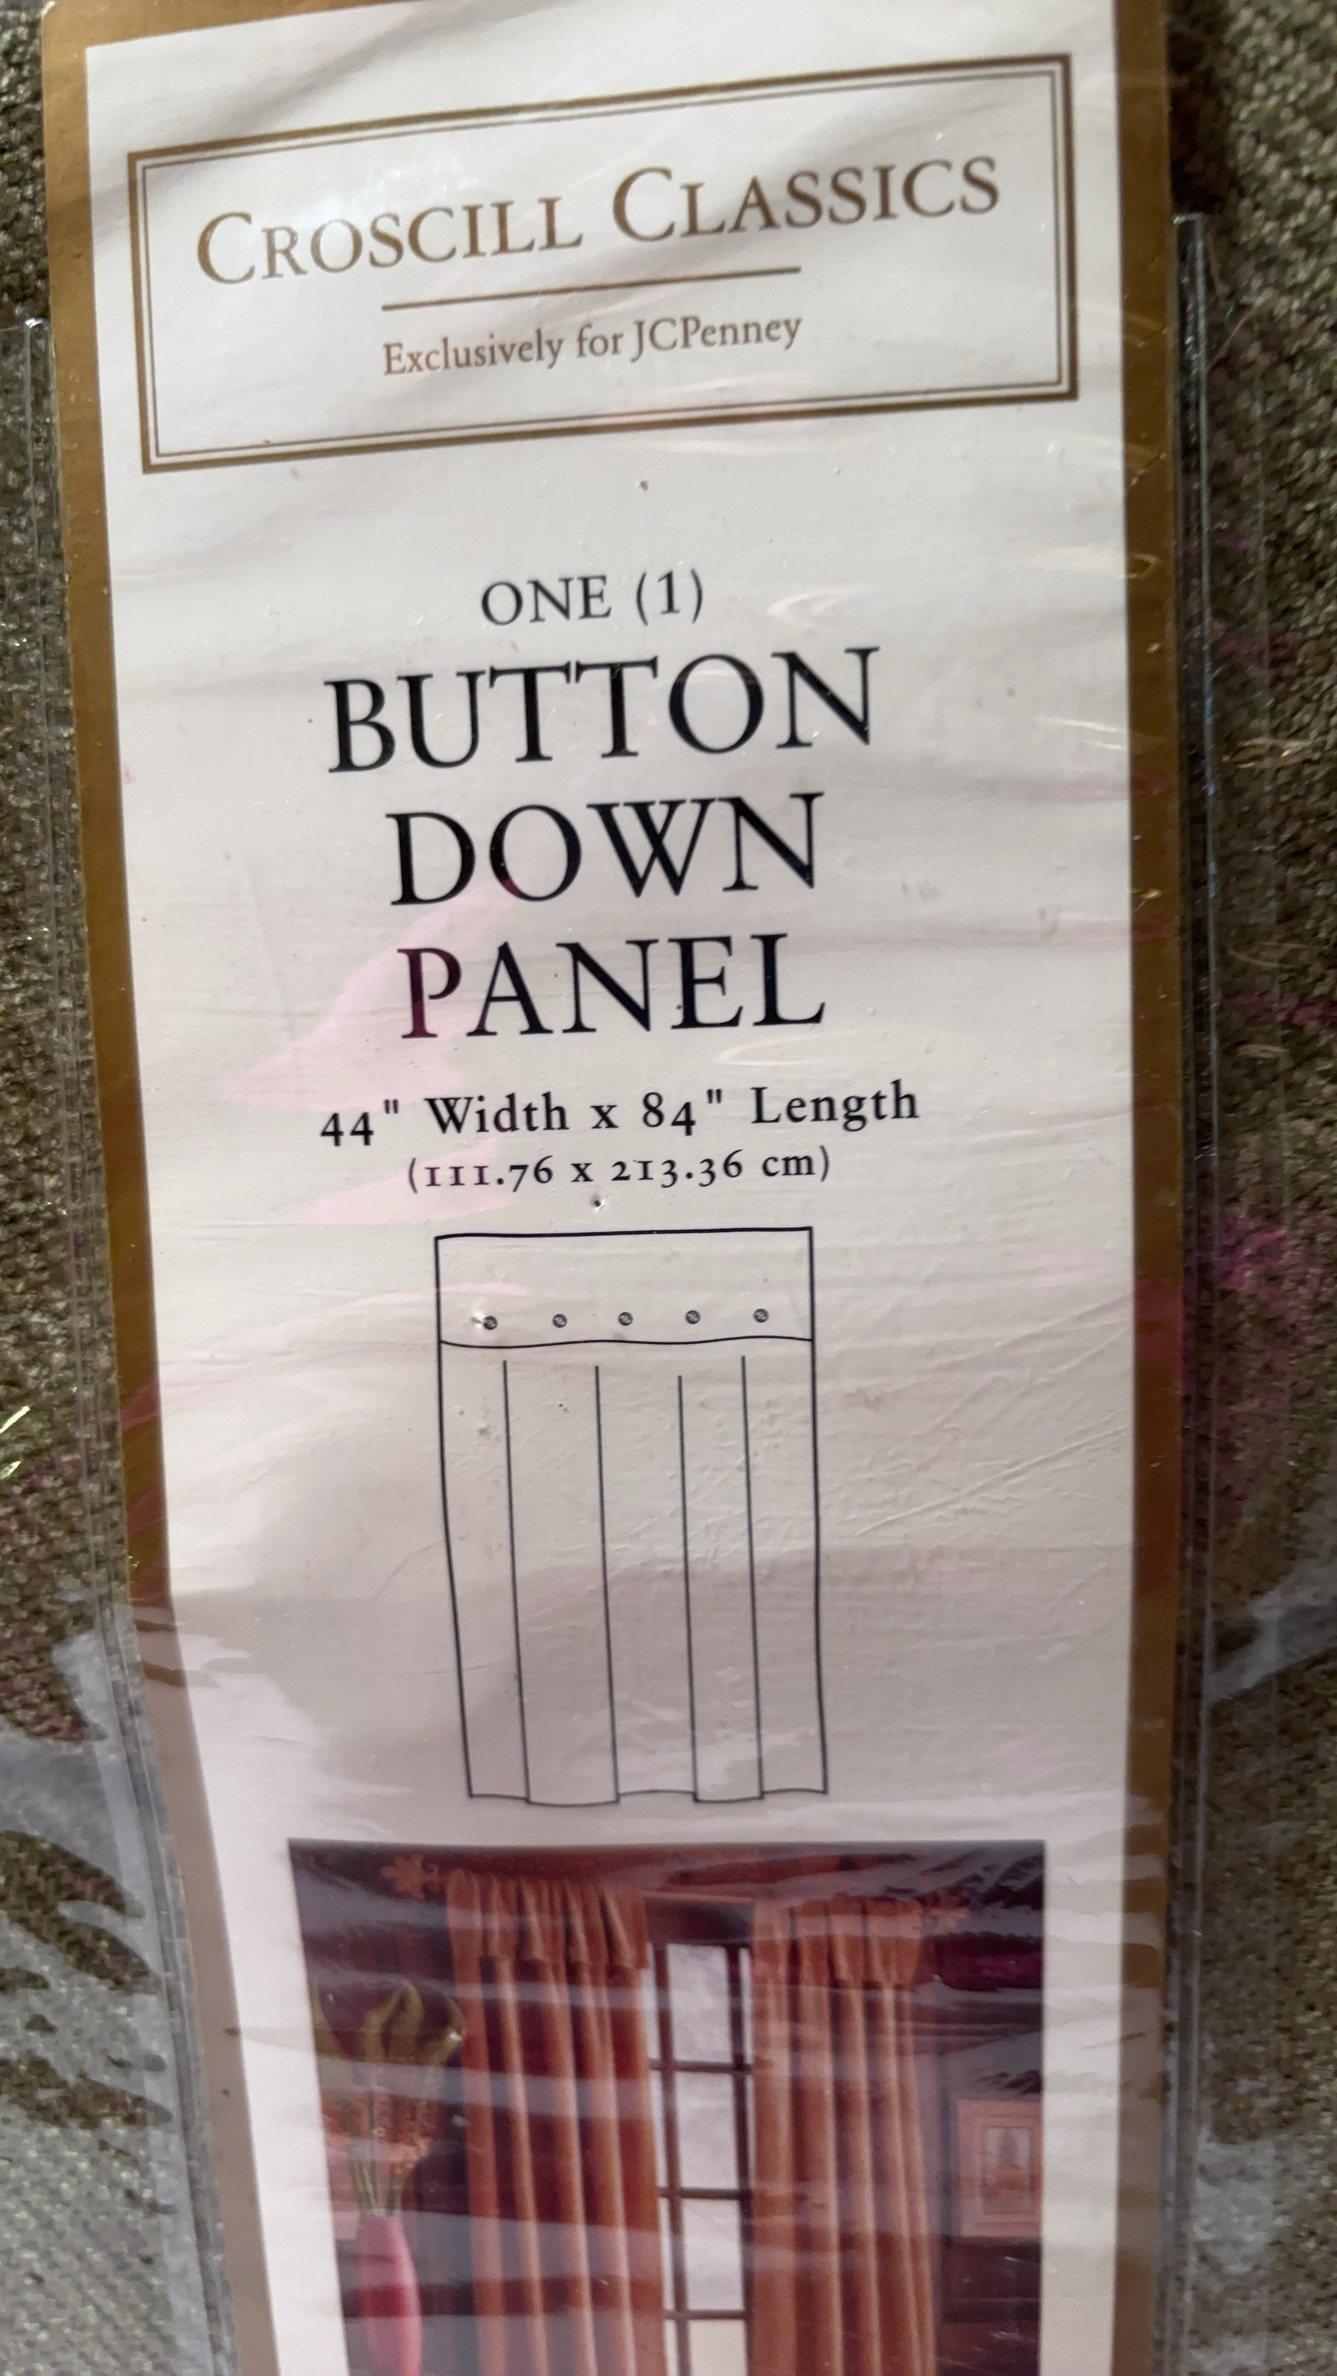 CROSCILL CLASSICS
Exclusively for JCPenney
ONE (1)
BUTTON
DOWN
PANEL
44" Width x 84" Length
(111.76 x 213.36 cm)